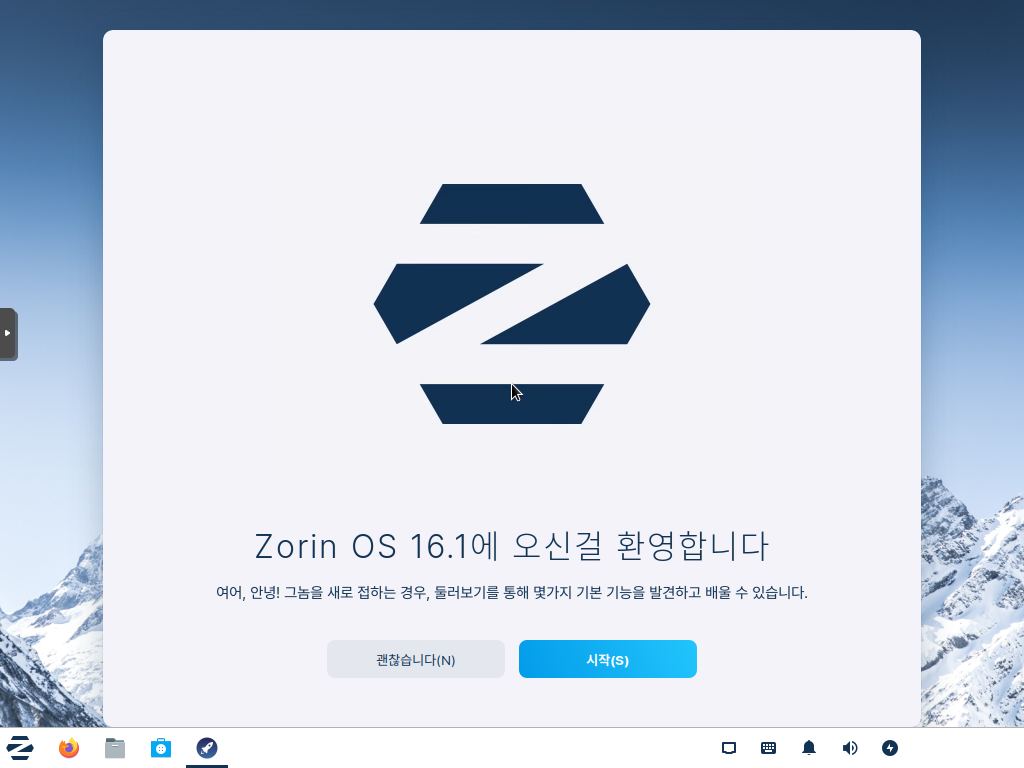 Zorin OS 16.1에 오신걸 환영합니다
여어, 안녕! 그놈을 새로 접하는 경우, 둘러보기를 통해 몇가지 기본 기능을 발견하고 배울 수 있습니다.
괜찮습니다(N)
시작(S)